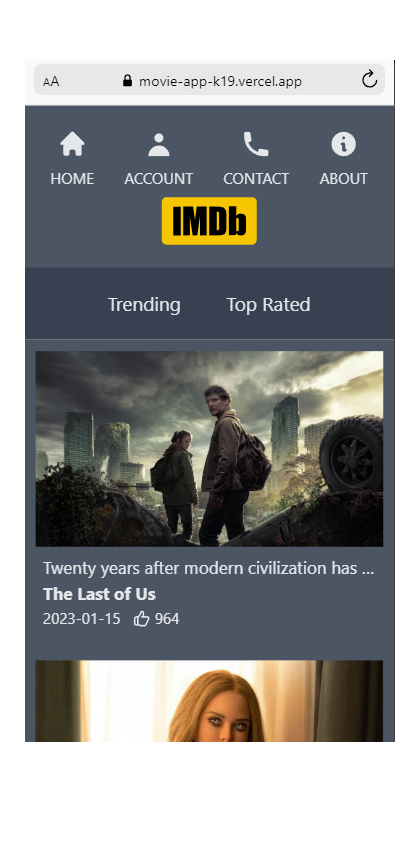 AA movie-app-k19.vercel.app
HOME ACCOUNT CONTACT ABOUT
IMDb
Trending Top Rated
Twenty years after modern civilization has ...
The Last of Us
2023-01-15 964